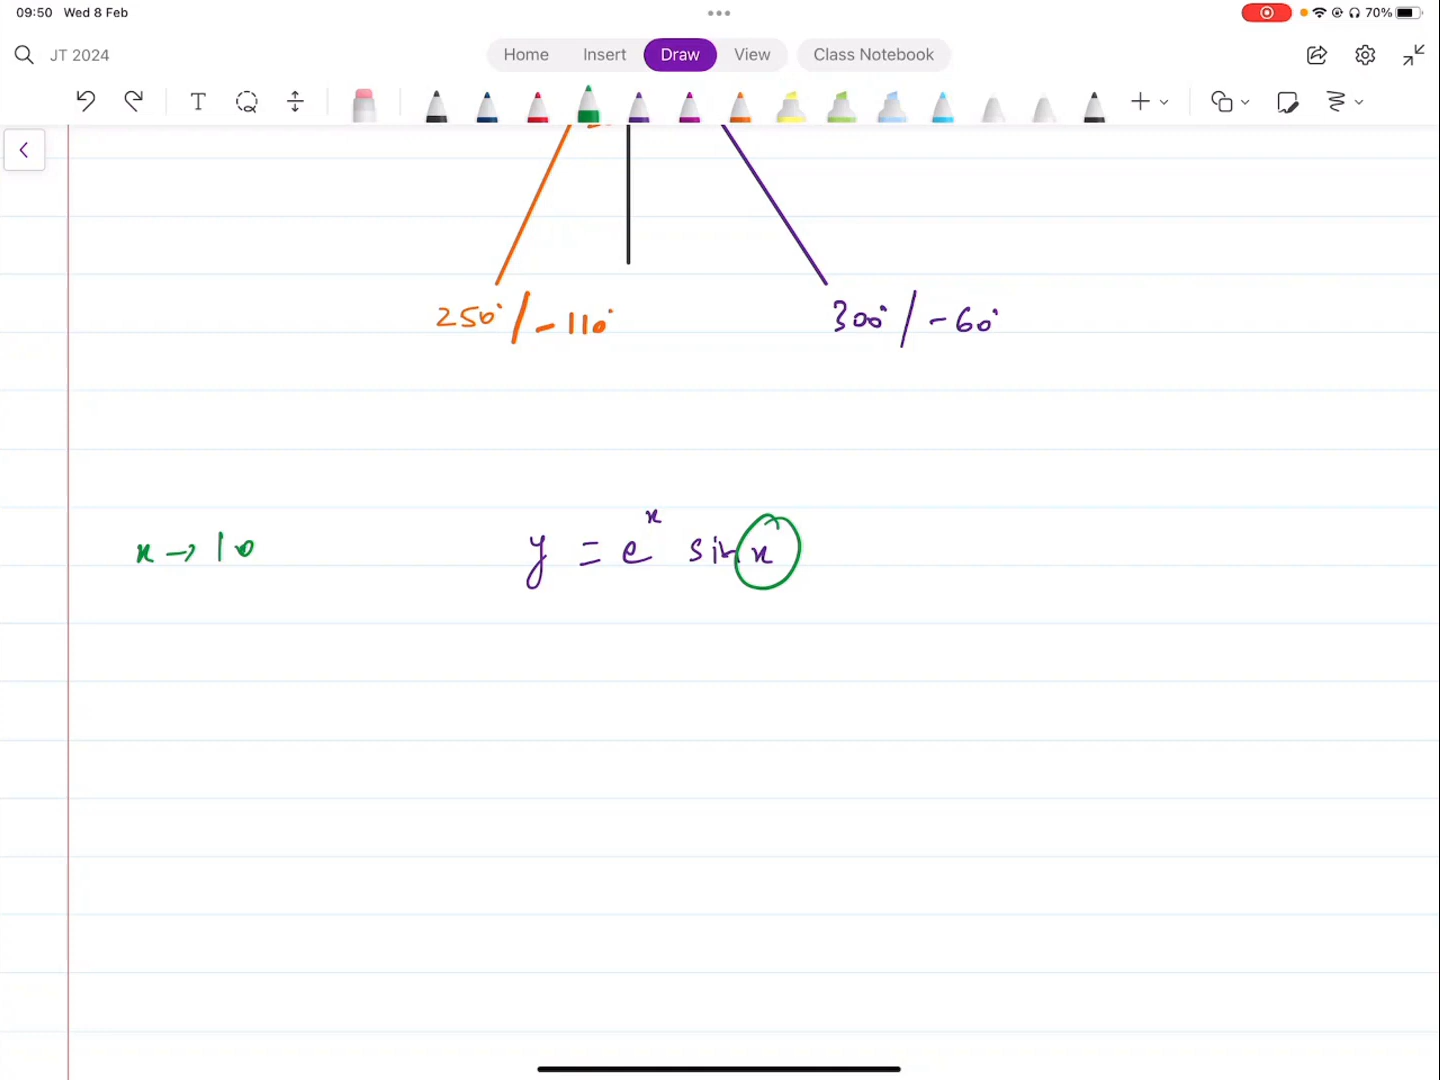 09:50 Wed 8 Feb
70%
JT 2024
Home Insert Draw View Class Notebook
T
250° / -110°
300° / -60°
x → 10
y = e^x sin x